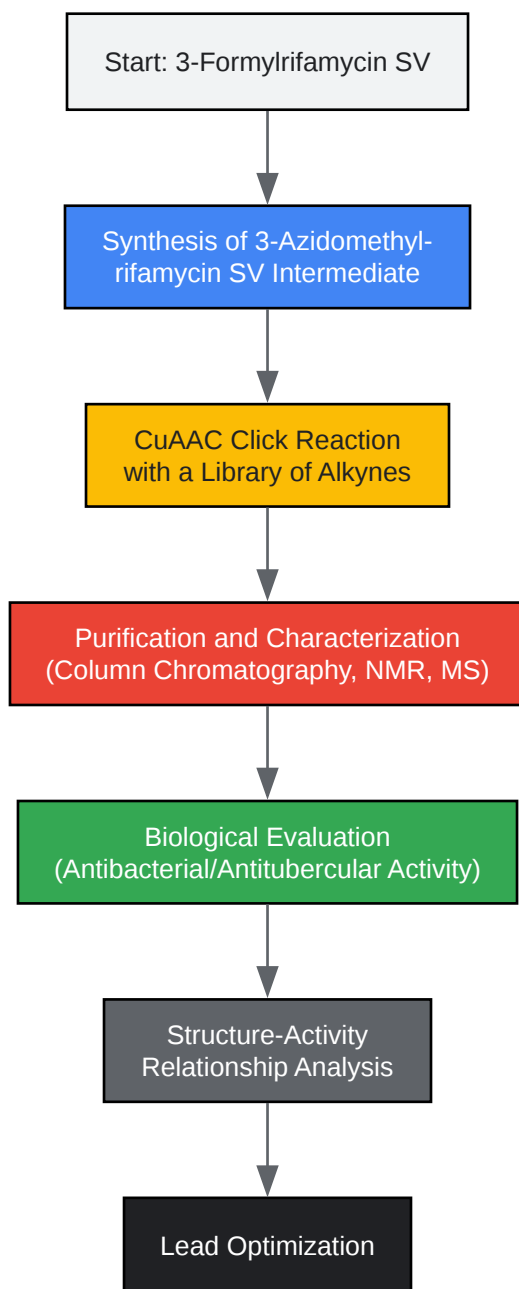 Start: 3-Formylrifamycin SV
Synthesis of 3-Azidomethyl-
rifamycin SV Intermediate
CuAAC Click Reaction
with a Library of Alkynes
Purification and Characterization
(Column Chromatography, NMR, MS)
Biological Evaluation
(Antibacterial/Antitubercular Activity)
Structure-Activity
Relationship Analysis
Lead Optimization